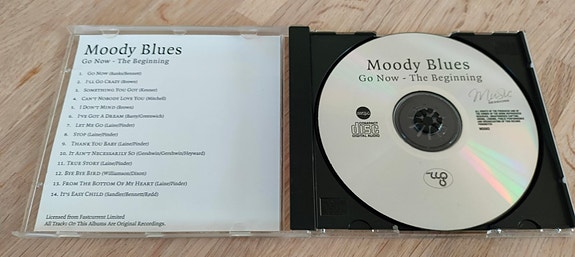 Moody Blues
Go Now - The Beginning
1. Go Now (Banks/Bennett)
2. I'll Go Crazy (Brown)
3. Something You Got (Kenner)
4. Can't Nobody Love You (Mitchell)
5. I Don't Mind (Brown)
6. I've Got A Dream (Barry/Greenwich)
7. Let Me Go (Laine/Pinder)
8. Stop (Laine/Pinder)
9. Thank You Baby (Laine/Pinder)
10. It Ain't Necessarily So (Gershwin/Gershwin/Heyward)
11. True Story (Laine/Pinder)
12. Bye Bye Bird (Williamson/Dixon)
13. From The Bottom Of My Heart (Laine/Pinder)
14. It's Easy Child (Sandler/Bennett/Redd)
Licensed from Fastcurrent Limited
All Tracks On This Albums Are Original Recordings.
Moody Blues
Go Now - The Beginning
Music
COMPACT
disc
DIGITAL AUDIO